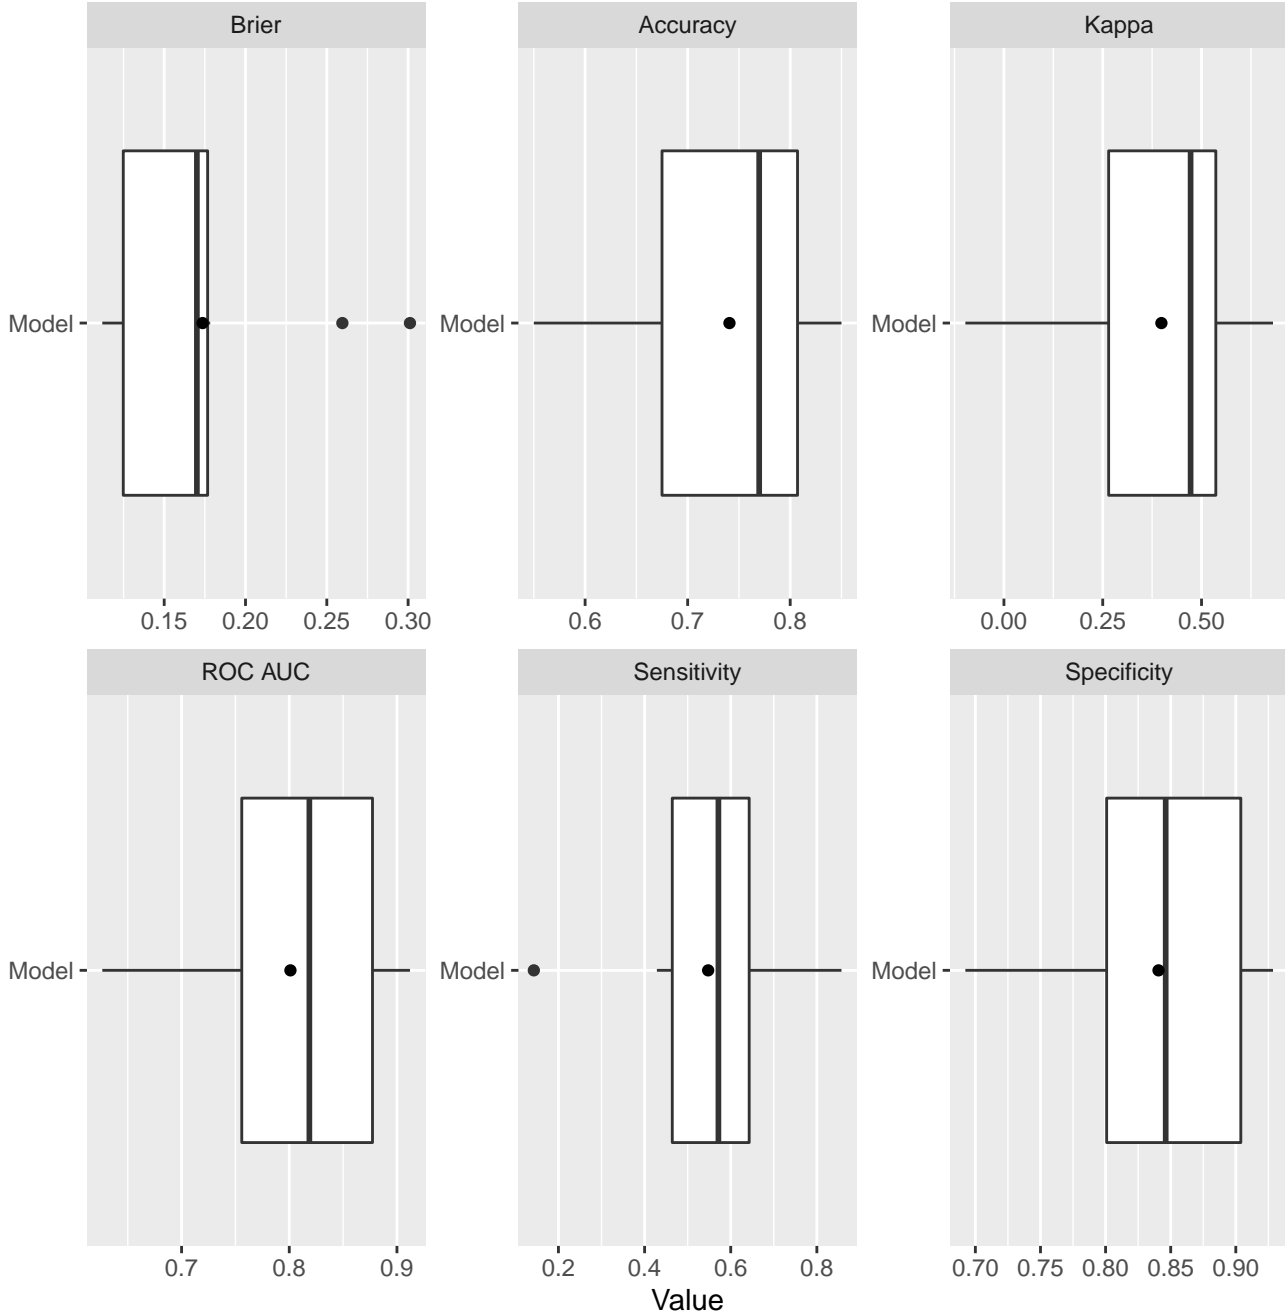 Brier Accuracy Kappa
Model Model Model
0.15 0.20 0.25 0.30 0.6 0.7 0.8 0.00 0.25 0.50
ROC AUC Sensitivity Specificity
Model Model Model
0.7 0.8 0.9 0.2 0.4 0.6 0.8 0.70 0.75 0.80 0.85 0.90
Value